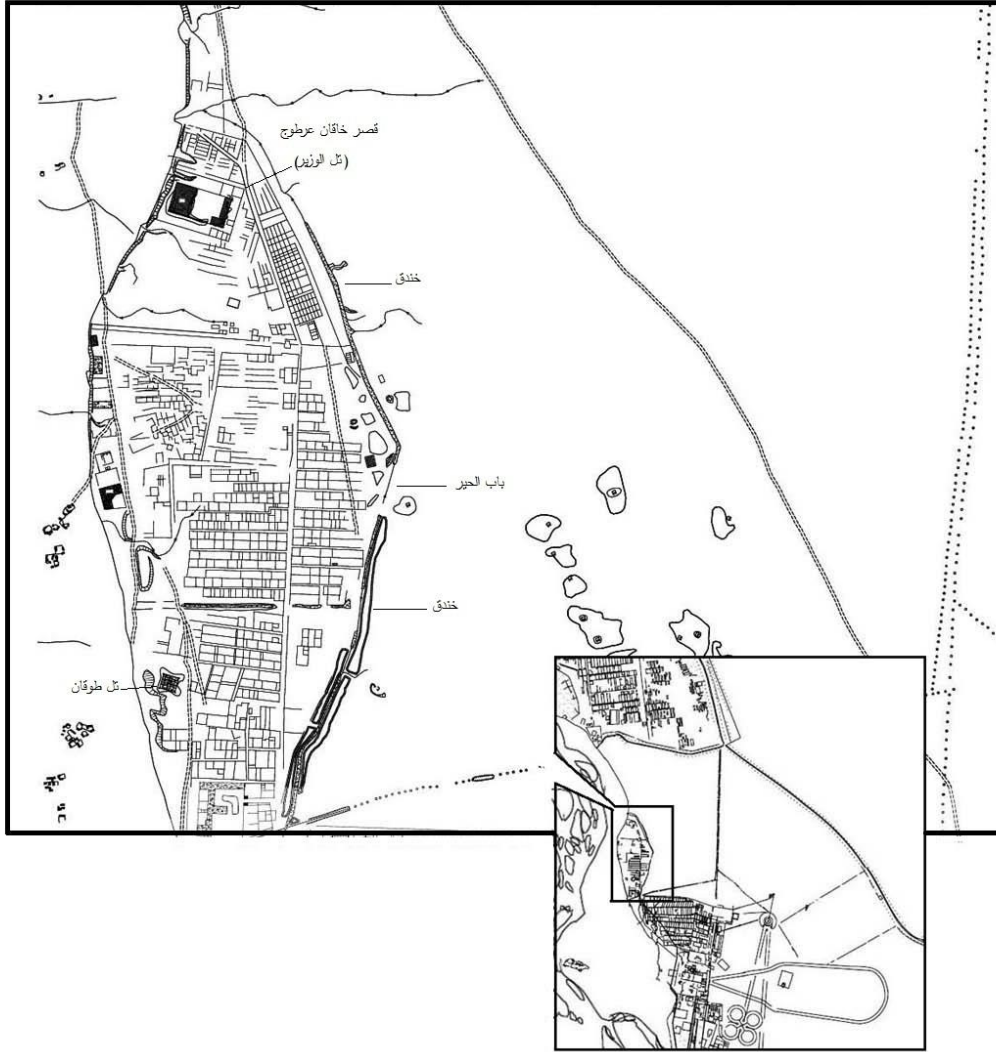 قصر خاقان عرطوج
(تل الوزير)
خندق
باب الحير
خندق
تل طوقان